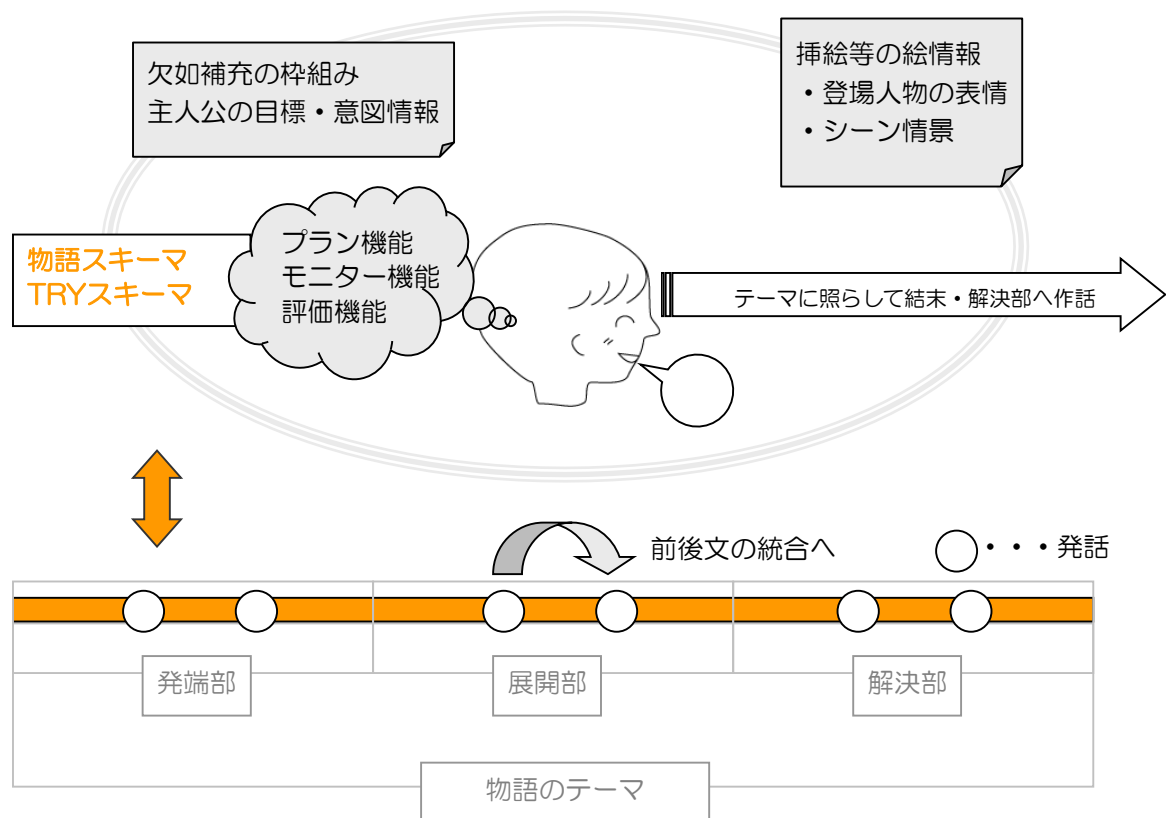 欠如補充の枠組み
主人公の目標・意図情報
挿絵等の絵情報
・登場人物の表情
・シーン情景
物語スキーマ
TRYスキーマ
プラン機能
モニター機能
評価機能
テーマに照らして結末・解決部へ作話
前後文の統合へ
・・・発話
発端部
展開部
解決部
物語のテーマ